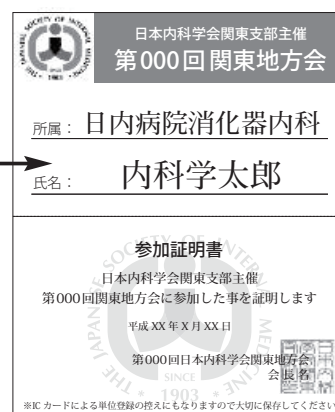 日本内科学会関東支部主催
第000回 関東地方会
所属： 日内病院消化器内科
氏名： 内科学太郎
参加証明書
日本内科学会関東支部主催
第000回関東地方会に参加した事を証明します
平成 XX 年 X 月 XX 日
第000回日本内科学会関東地方会
会長名
※IC カードによる単位登録の控えにもなりますので大切に保存してください